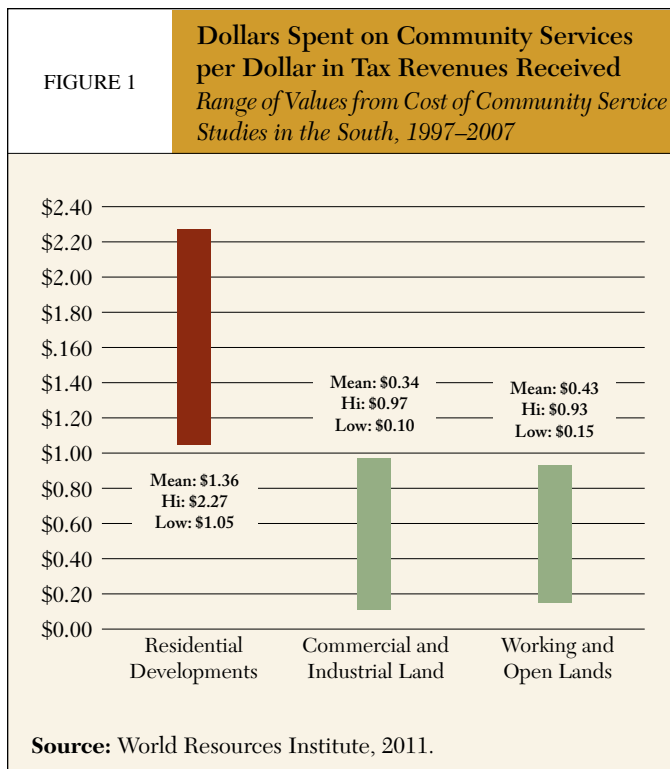 FIGURE 1
Dollars Spent on Community Services
per Dollar in Tax Revenues Received
Range of Values from Cost of Community Service
Studies in the South, 1997–2007
$2.40
$2.20
$2.00
$1.80
$.160
$1.40
$1.20
$1.00
$0.80
$0.60
$0.40
$0.20
$0.00
Mean: $1.36
Hi: $2.27
Low: $1.05
Mean: $0.34
Hi: $0.97
Low: $0.10
Mean: $0.43
Hi: $0.93
Low: $0.15
Residential
Developments
Commercial and
Industrial Land
Working and
Open Lands
Source: World Resources Institute, 2011.